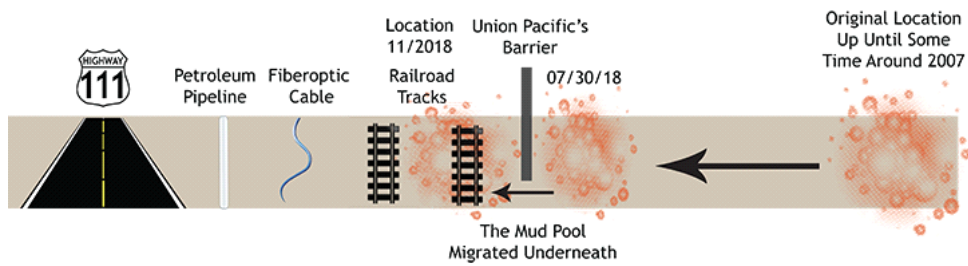 HIGHWAY
111
Petroleum
Pipeline
Fiberoptic
Cable
Location
11/2018
Railroad
Tracks
Union Pacific's
Barrier
07/30/18
Original Location
Up Until Some
Time Around 2007
The Mud Pool
Migrated Underneath